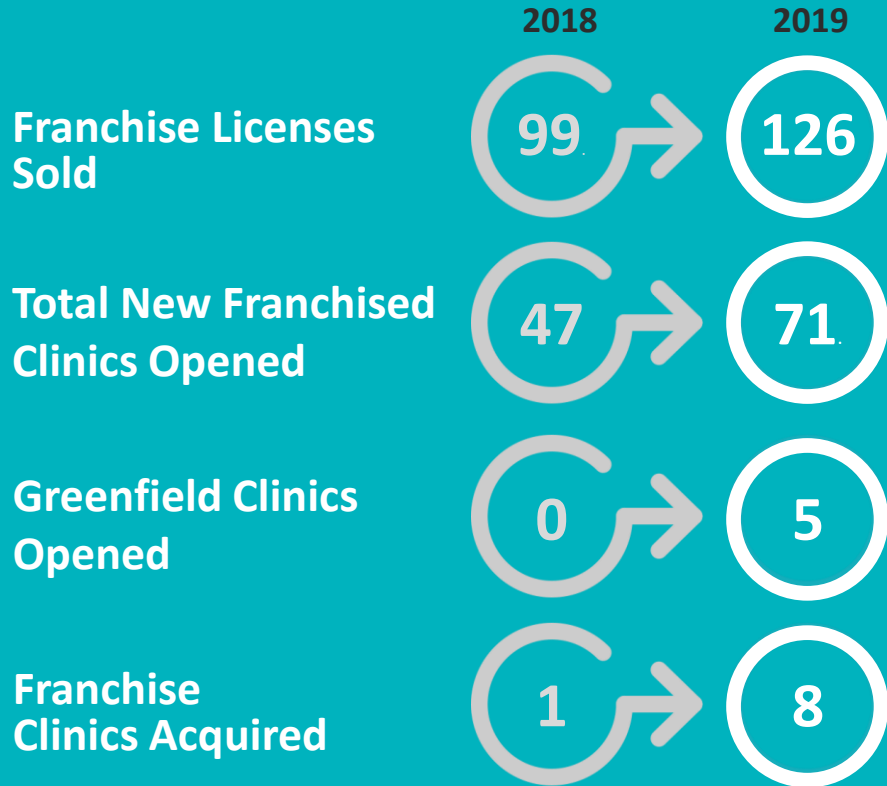 2018 2019
Franchise Licenses
Sold
99. 126
Total New Franchised
Clinics Opened
47 71.
Greenfield Clinics
Opened
0 5
Franchise
Clinics Acquired
1 8